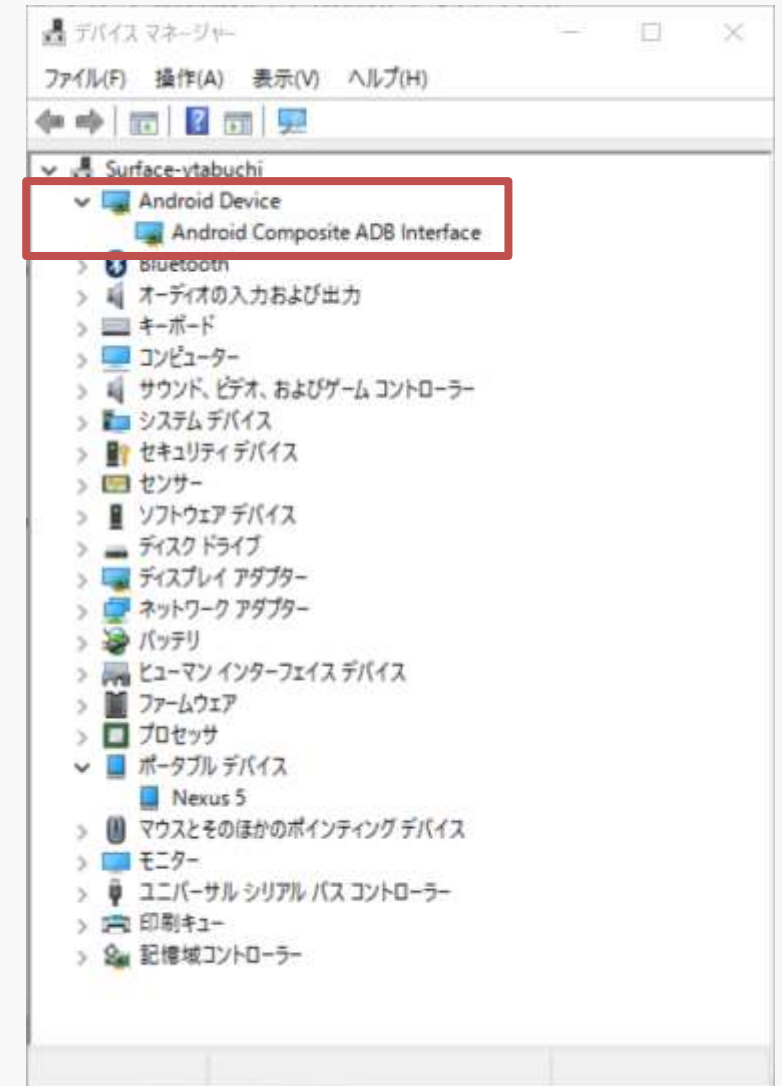 デバイス マネージャー
ファイル(F) 操作(A) 表示(V) ヘルプ(H)
Surface-ytabuchi
Android Device
Android Composite ADB Interface
Bluetooth
オーディオの入力および出力
キーボード
コンピューター
サウンド、ビデオ、およびゲーム コントローラー
システム デバイス
セキュリティ デバイス
センサー
ソフトウェア デバイス
ディスク ドライブ
ディスプレイ アダプター
ネットワーク アダプター
バッテリ
ヒューマン インターフェイス デバイス
ファームウェア
プロセッサ
ポータブル デバイス
Nexus 5
マウスとそのほかのポインティング デバイス
モニター
ユニバーサル シリアル バス コントローラー
印刷キュー
記憶域コントローラー